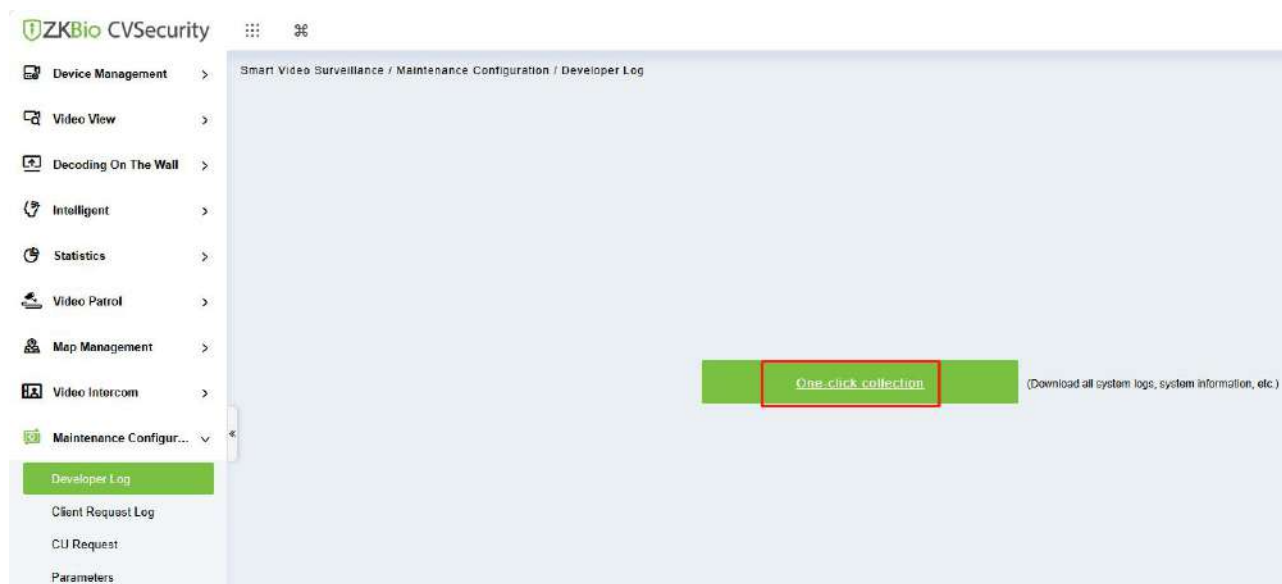 ZKBio CVSecurity
Device Management
Video View
Decoding On The Wall
Intelligent
Statistics
Video Patrol
Map Management
Video Intercom
Maintenance Configur...
Developer Log
Client Request Log
CU Request
Parameters
Smart Video Surveillance / Maintenance Configuration / Developer Log
One-click collection
(Download all system logs, system information, etc.)